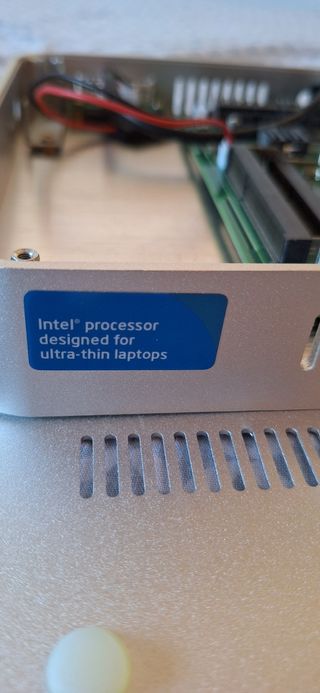 Intel® processor
designed for
ultra-thin laptops